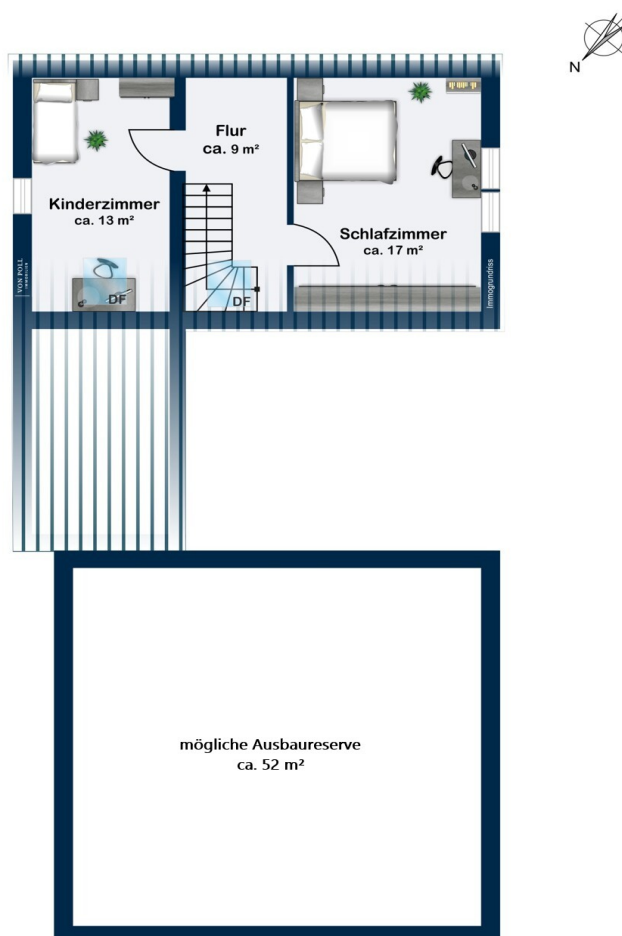 N
Flur
ca. 9 m²
Kinderzimmer
ca. 13 m²
Schlafzimmer
ca. 17 m²
VON POLL
IMMOBILIEN
DF
DF
Immogrundriss
mögliche Ausbaureserve
ca. 52 m²